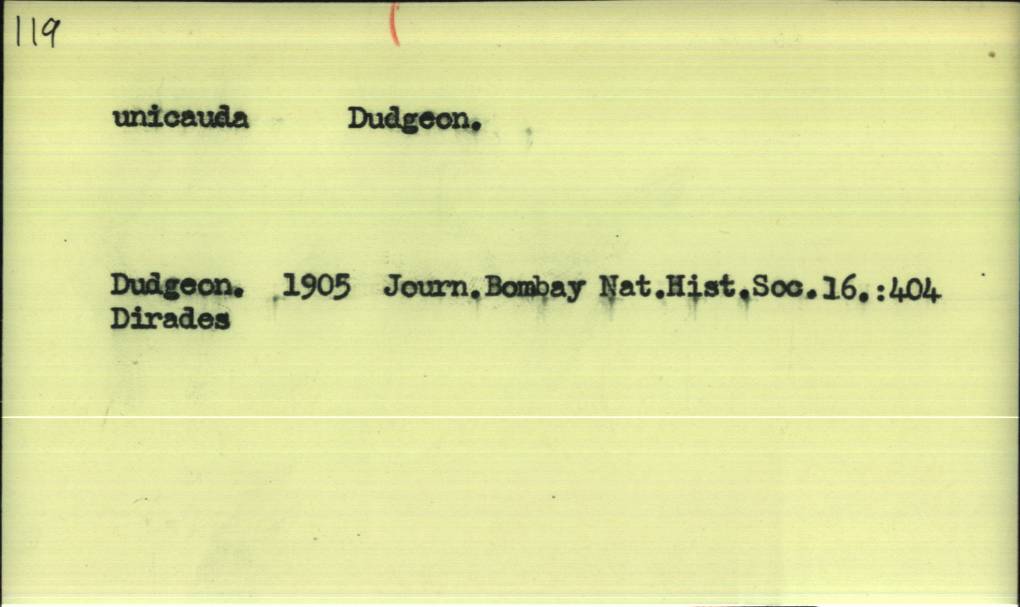 119
unicauda Dudgeon.
Dudgeon. 1905 Journ.Bombay Nat.Hist.Soc.16.:404
Dirades